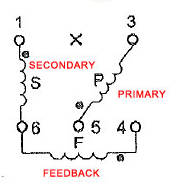 1 3
SECONDARY
S P
PRIMARY
6 F 5 4
FEEDBACK